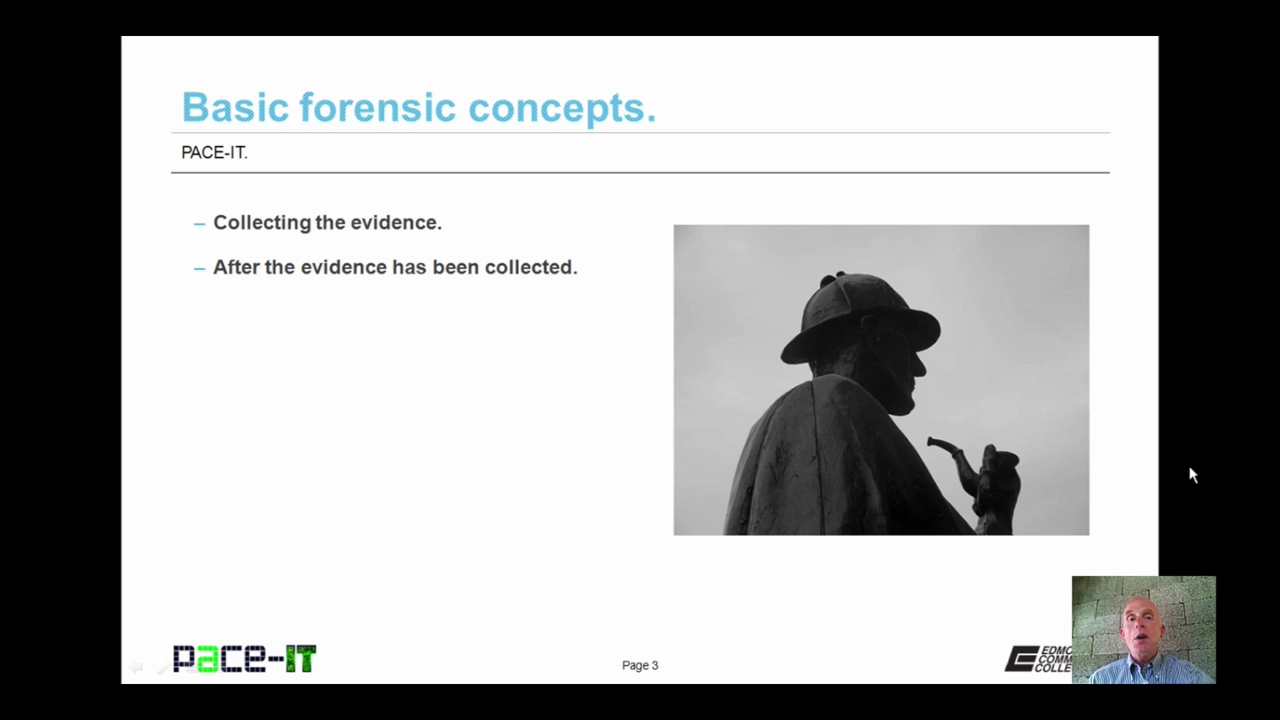 Basic forensic concepts.
PACE-IT.
– Collecting the evidence.
– After the evidence has been collected.
pace-IT
Page 3